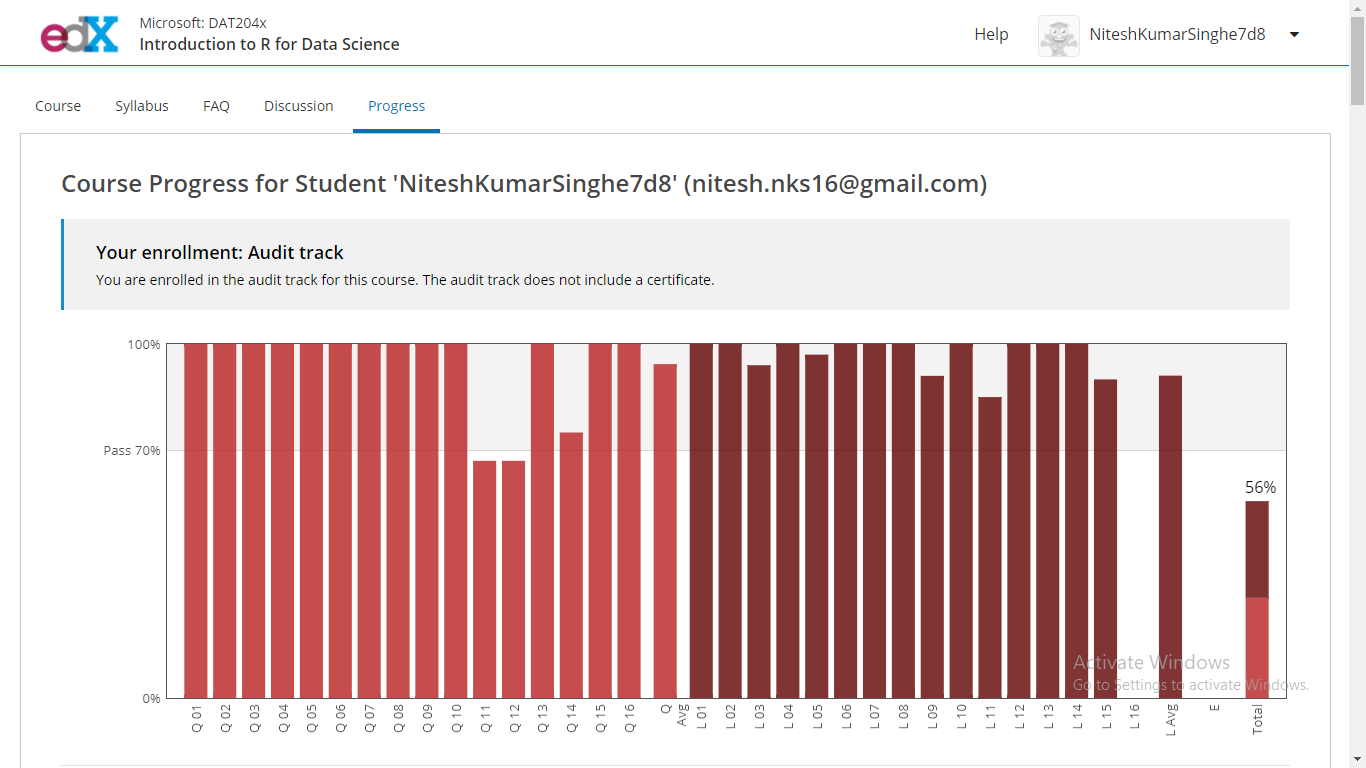 edX
Microsoft: DAT204x
Introduction to R for Data Science
Help
NiteshKumarSinghe7d8
Course
Syllabus
FAQ
Discussion
Progress
Course Progress for Student 'NiteshKumarSinghe7d8' (nitesh.nks16@gmail.com)
Your enrollment: Audit track
You are enrolled in the audit track for this course. The audit track does not include a certificate.
100%
Pass 70%
0%
56%
Q 01
Q 02
Q 03
Q 04
Q 05
Q 06
Q 07
Q 08
Q 09
Q 10
Q 11
Q 12
Q 13
Q 14
Q 15
Q 16
Q
Avg
L 01
L 02
L 03
L 04
L 05
L 06
L 07
L 08
L 09
L 10
L 11
L 12
L 13
L 14
L 15
L 16
L Avg
E
Total
Activate Windows
Go to Settings to activate Windows.